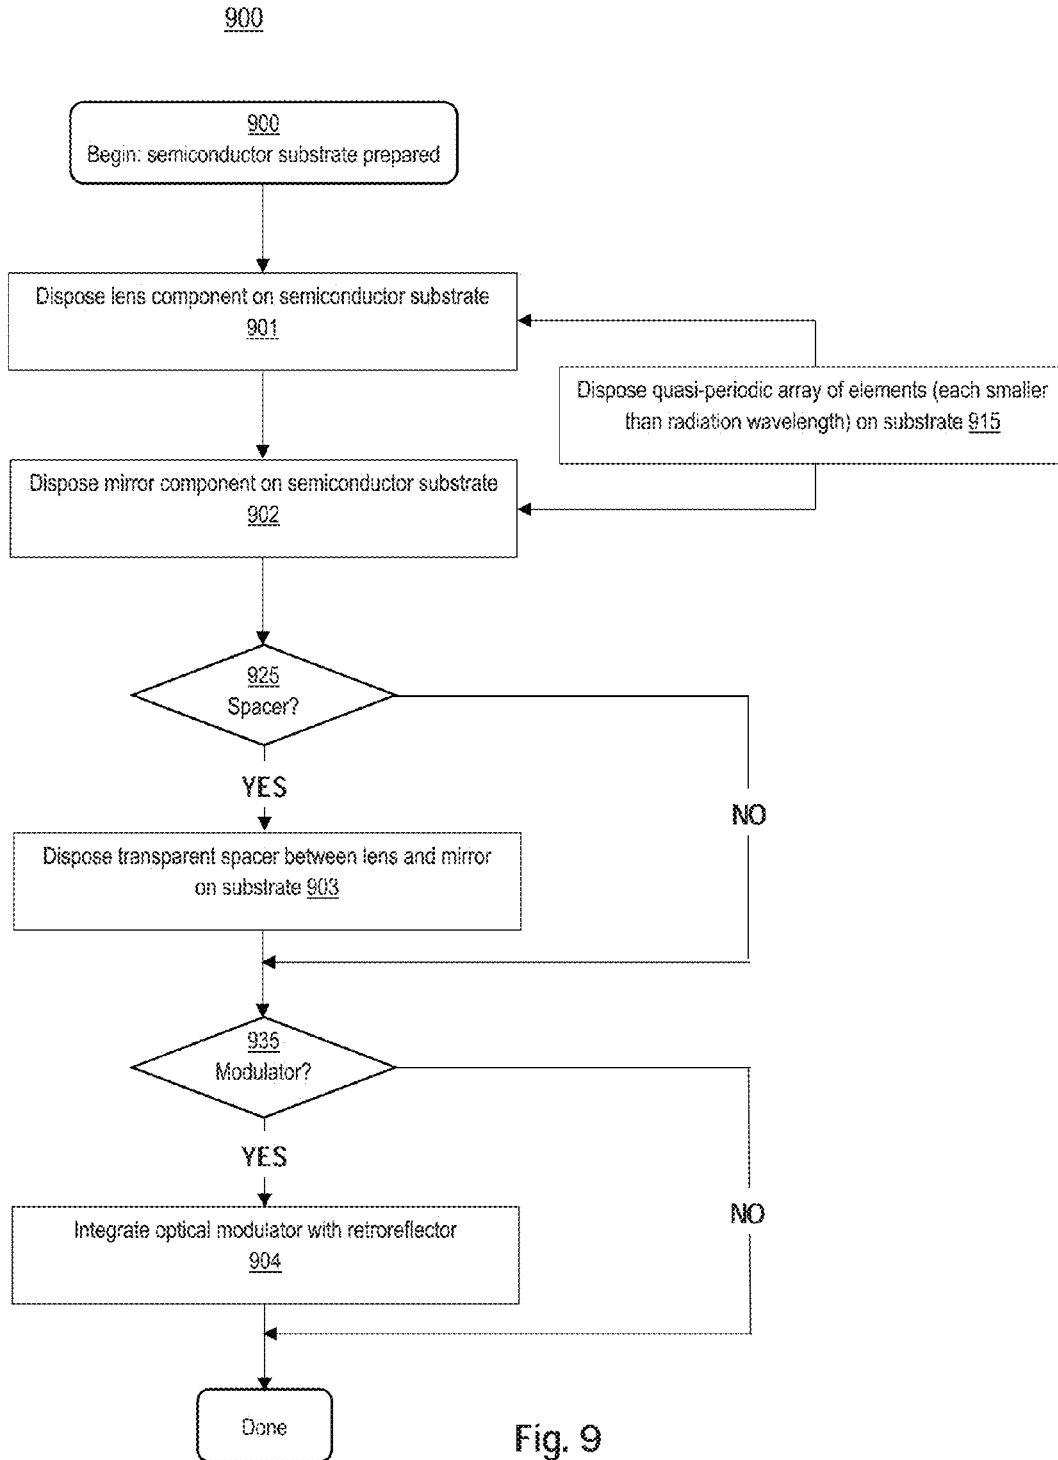 900
900
Begin: semiconductor substrate prepared
Dispose lens component on semiconductor substrate
901
Dispose quasi-periodic array of elements (each smaller
than radiation wavelength) on substrate 915
Dispose mirror component on semiconductor substrate
902
925
Spacer?
YES
NO
Dispose transparent spacer between lens and mirror
on substrate 903
935
Modulator?
YES
NO
Integrate optical modulator with retroreflector
904
Done
Fig. 9